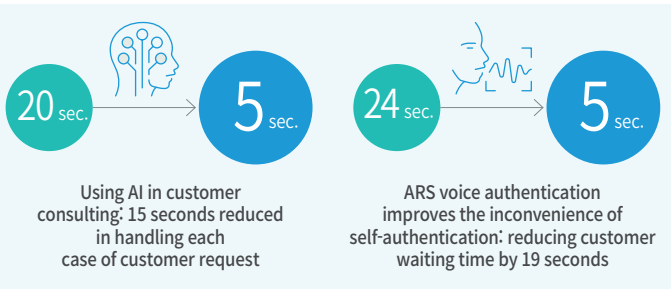 20 sec.
5 sec.
Using AI in customer
consulting: 15 seconds reduced
in handling each
case of customer request
24 sec.
5 sec.
ARS voice authentication
improves the inconvenience of
self-authentication: reducing customer
waiting time by 19 seconds